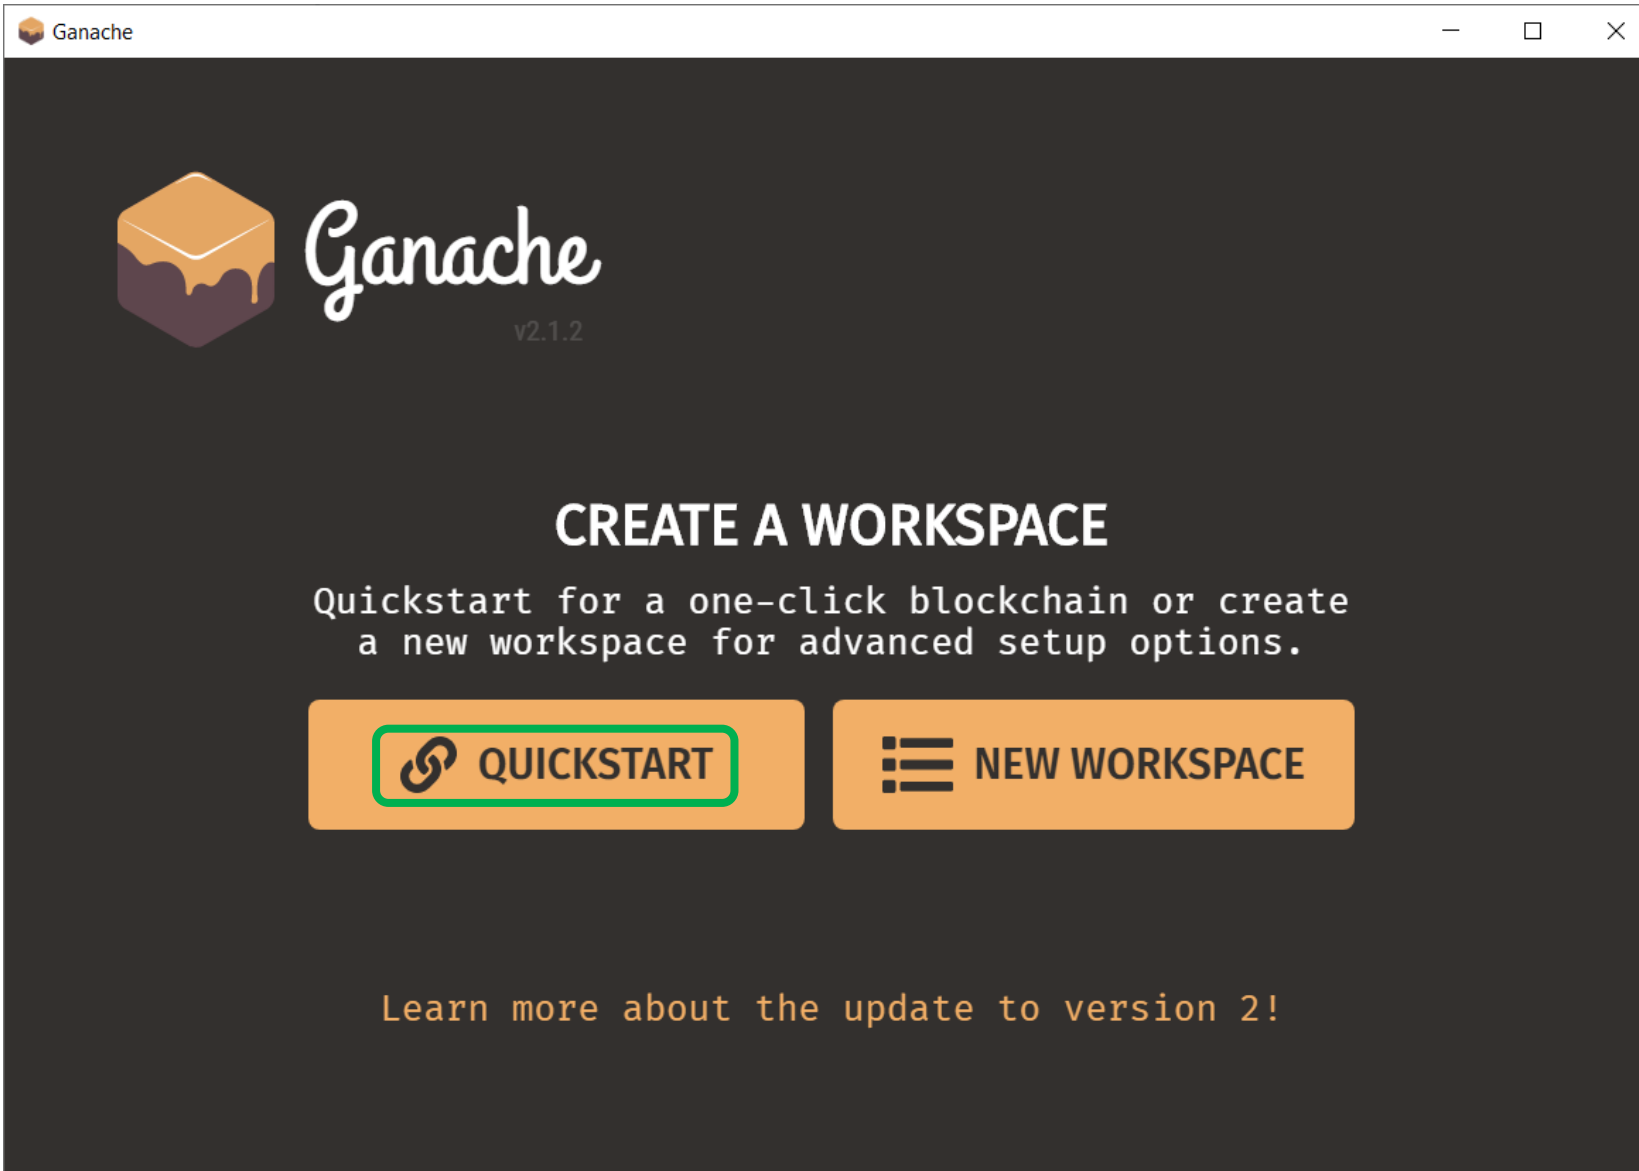 Ganache
Ganache
v2.1.2
CREATE A WORKSPACE
Quickstart for a one-click blockchain or create
a new workspace for advanced setup options.
QUICKSTART
NEW WORKSPACE
Learn more about the update to version 2!